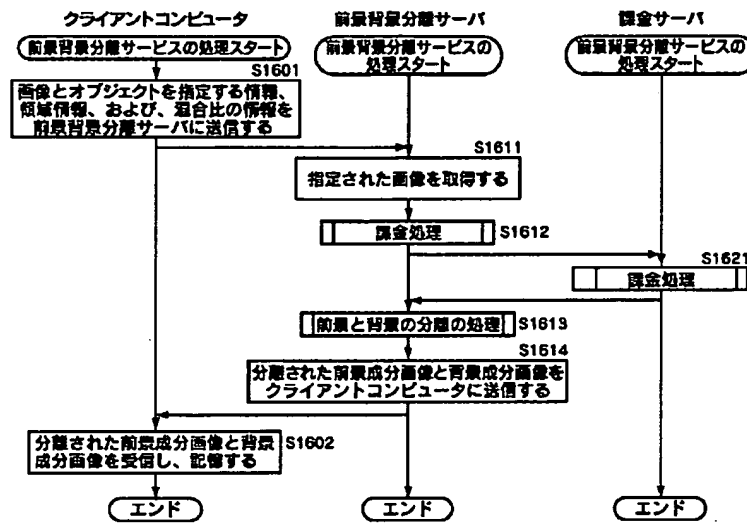 クライアントコンピュータ
前景背景分離サーバ
課金サーバ
前景背景分離サービスの処理スタート
前景背景分離サービスの
処理スタート
前景背景分離サービスの
処理スタート
S1601
画像とオブジェクトを指定する情報、
領域情報、および、混合比の情報を
前景背景分離サーバに送信する
S1611
指定された画像を取得する
課金処理
S1612
S1621
課金処理
前景と背景の分離の処理
S1613
S1614
分離された前景成分画像と背景成分画像を
クライアントコンピュータに送信する
分離された前景成分画像と背景
成分画像を受信し、記憶する
S1602
エンド
エンド
エンド